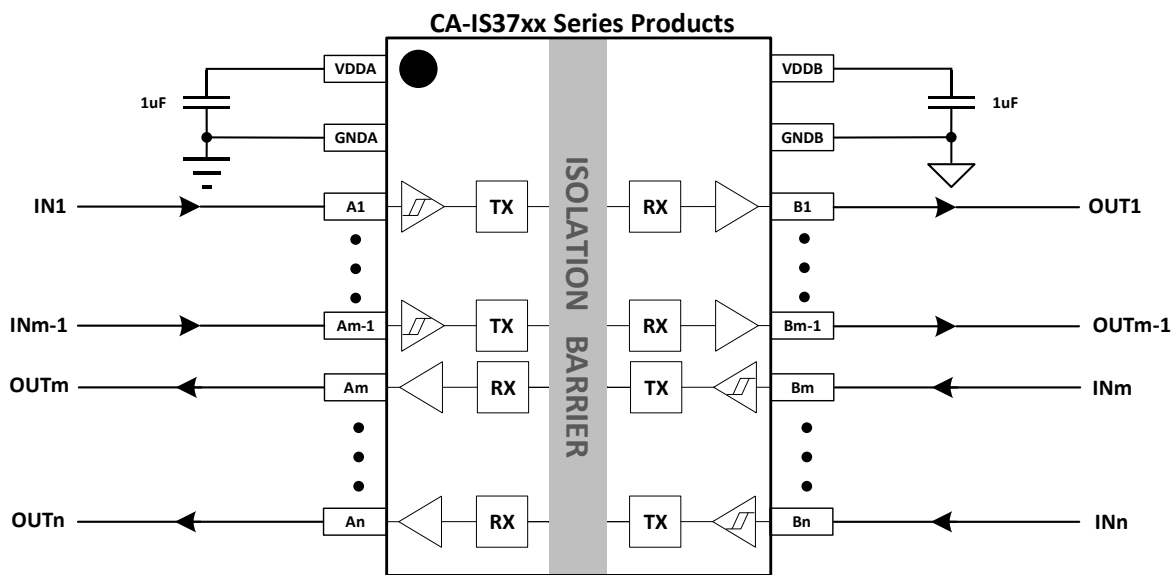 CA-IS37xx Series Products
VDDA
VDDB
1uF
1uF
GNDA
GNDB
ISOLATION BARRIER
IN1
A1
TX
RX
B1
OUT1
INm-1
Am-1
TX
RX
Bm-1
OUTm-1
OUTm
Am
RX
TX
Bm
INm
OUTn
An
RX
TX
Bn
INn